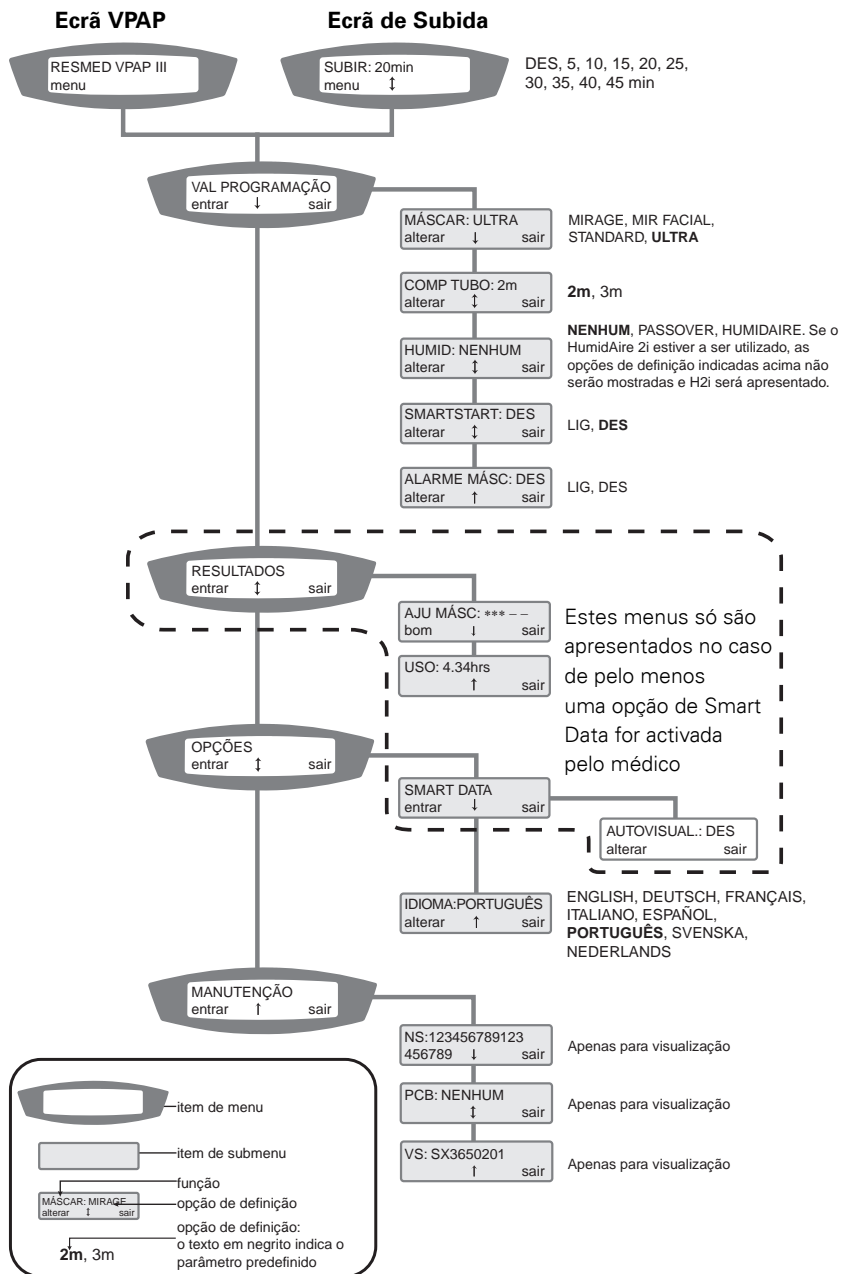 Ecrã VPAP
Ecrã de Subida
RESMED VPAP III
menu
SUBIR: 20min
menu ↕
DES, 5, 10, 15, 20, 25,
30, 35, 40, 45 min
VAL PROGRAMAÇÃO
entrar ↓ sair
MÁSCAR: ULTRA
alterar ↓ sair
MIRAGE, MIR FACIAL,
STANDARD, ULTRA
COMP TUBO: 2m
alterar ↕ sair
2m, 3m
HUMID: NENHUM
alterar ↕ sair
NENHUM, PASSOVER, HUMIDAIRE. Se o
HumidAire 2i estiver a ser utilizado, as
opções de definição indicadas acima não
serão mostradas e H2i será apresentado.
SMARTSTART: DES
alterar ↕ sair
LIG, DES
ALARME MÁSC: DES
alterar ↑ sair
LIG, DES
RESULTADOS
entrar ↕ sair
AJU MÁSC: *** – –
bom ↓ sair
USO: 4.34hrs
↑ sair
Estes menus só são
apresentados no caso
de pelo menos
uma opção de Smart
Data for activada
pelo médico
OPÇÕES
entrar ↕ sair
SMART DATA
entrar ↓ sair
AUTOVISUAL.: DES
alterar sair
IDIOMA:PORTUGUÊS
alterar ↑ sair
ENGLISH, DEUTSCH, FRANÇAIS,
ITALIANO, ESPAÑOL,
PORTUGUÊS, SVENSKA,
NEDERLANDS
MANUTENÇÃO
entrar ↑ sair
NS:123456789123
456789 ↓ sair
Apenas para visualização
PCB: NENHUM
↕ sair
Apenas para visualização
VS: SX3650201
↑ sair
Apenas para visualização
item de menu
item de submenu
função
MÁSCAR: MIRAGE
alterar ↕ sair
opção de definição
opção de definição:
o texto em negrito indica o
parâmetro predefinido
2m, 3m